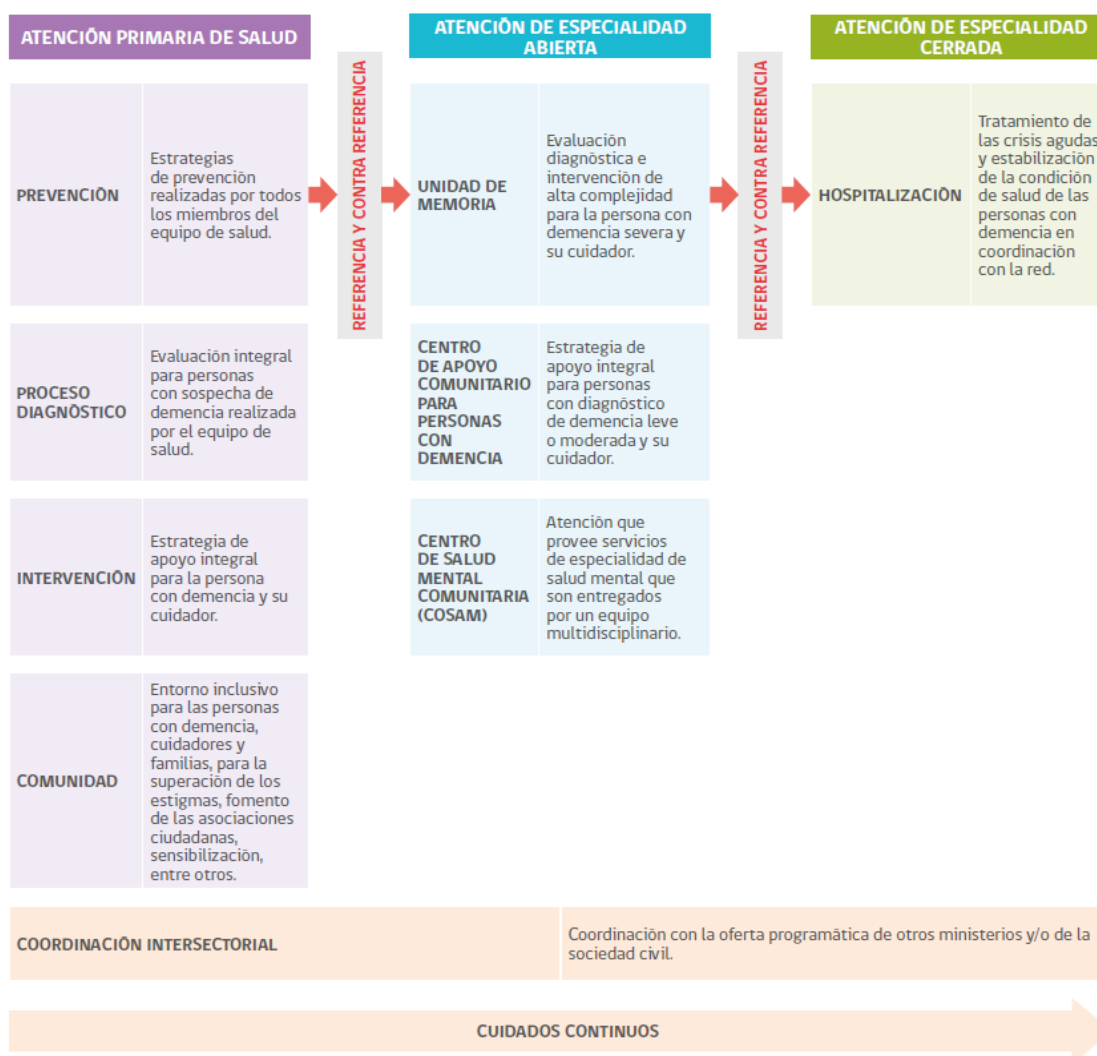 ATENCIÓN PRIMARIA DE SALUD
PREVENCIÓN
Estrategias
de prevención
realizadas por todos
los miembros del
equipo de salud.
PROCESO
DIAGNÓSTICO
Evaluación integral
para personas
con sospecha de
demencia realizada
por el equipo de
salud.
INTERVENCIÓN
Estrategia de
apoyo integral
para la persona
con demencia y su
cuidador.
COMUNIDAD
Entorno inclusivo
para las personas
con demencia,
cuidadores y
familias, para la
superación de los
estigmas, fomento
de las asociaciones
ciudadanas,
sensibilización,
entre otros.
REFERENCIA Y CONTRA REFERENCIA
ATENCIÓN DE ESPECIALIDAD
ABIERTA
UNIDAD DE
MEMORIA
Evaluación
diagnóstica e
intervención de
alta complejidad
para la persona con
demencia severa y
su cuidador.
CENTRO
DE APOYO
COMUNITARIO
PARA
PERSONAS
CON
DEMENCIA
Estrategia de
apoyo integral
para personas
con diagnóstico
de demencia leve
o moderada y su
cuidador.
CENTRO
DE SALUD
MENTAL
COMUNITARIA
(COSAM)
Atención que
provee servicios
de especialidad de
salud mental que
son entregados
por un equipo
multidisciplinario.
REFERENCIA Y CONTRA REFERENCIA
ATENCIÓN DE ESPECIALIDAD
CERRADA
HOSPITALIZACIÓN
Tratamiento de
las crisis agudas
y estabilización
de la condición
de salud de las
personas con
demencia en
coordinación
con la red.
COORDINACIÓN INTERSECTORIAL
Coordinación con la oferta programática de otros ministerios y/o de la
sociedad civil.
CUIDADOS CONTINUOS